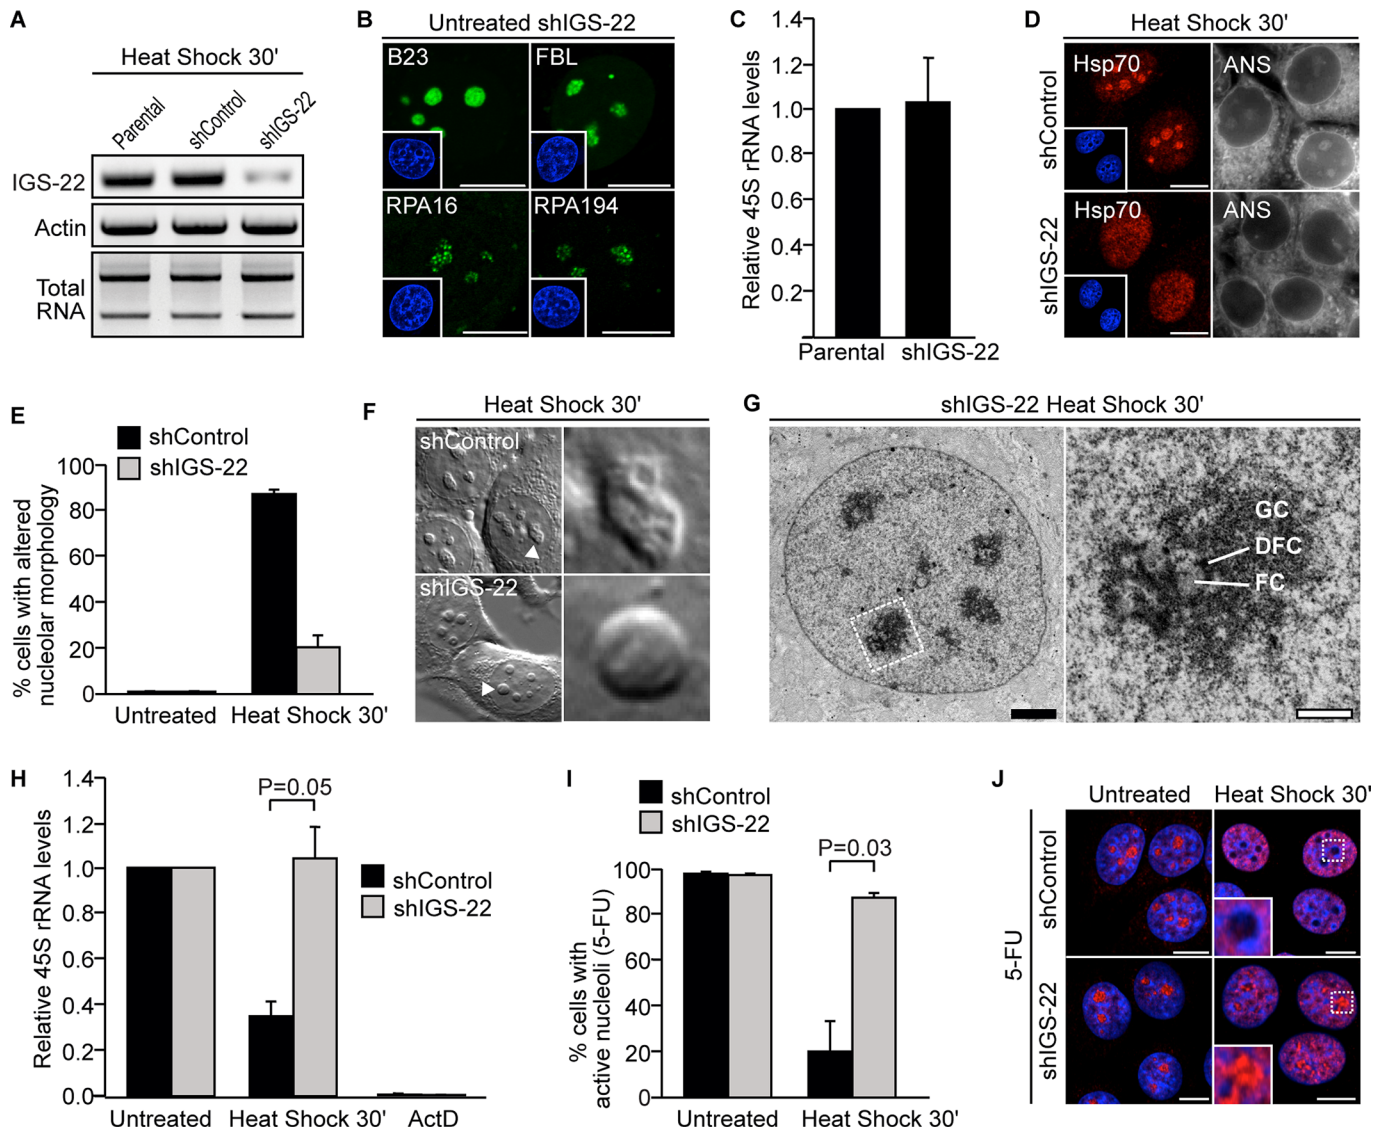 A
Heat Shock 30'
Parental
shControl
shIGS-22
IGS-22
Actin
Total
RNA
B
Untreated shIGS-22
B23
FBL
RPA16
RPA194
C
Relative 45S rRNA levels
1.4
1.2
1.0
0.8
0.6
0.4
0.2
Parental
shIGS-22
D
Heat Shock 30'
shControl
Hsp70
ANS
shIGS-22
Hsp70
ANS
E
shControl
shIGS-22
% cells with altered
nucleolar morphology
100
80
60
40
20
0
Untreated
Heat Shock 30'
F
Heat Shock 30'
shControl
shIGS-22
G
shIGS-22 Heat Shock 30'
GC
DFC
FC
H
Relative 45S rRNA levels
1.4
1.2
1.0
0.8
0.6
0.4
0.2
0.0
P=0.05
shControl
shIGS-22
Untreated
Heat Shock 30'
ActD
I
shControl
shIGS-22
% cells with
active nucleoli (5-FU)
100
80
60
40
20
0
P=0.03
Untreated
Heat Shock 30'
J
Untreated
Heat Shock 30'
5-FU
shControl
shIGS-22